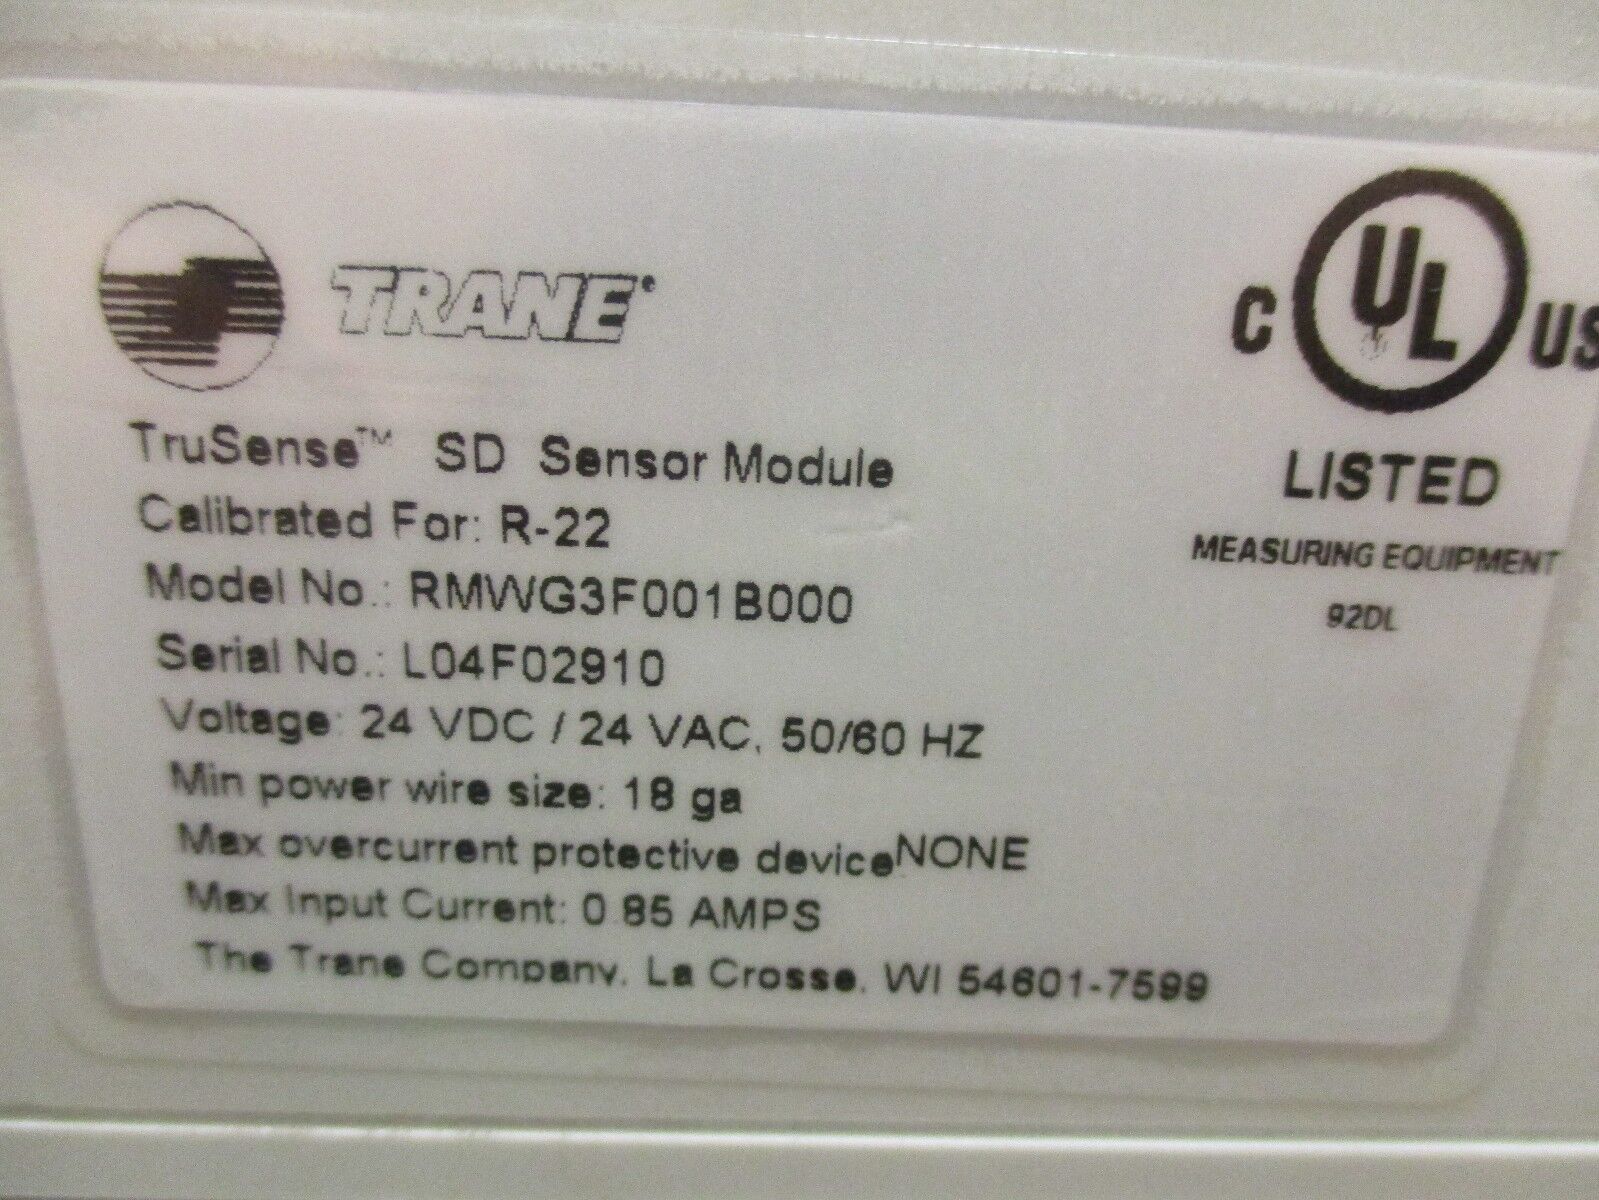 TRANE
TruSense™ SD Sensor Module
Calibrated For: R-22
Model No.: RMWG3F001B000
Serial No.: L04F02910
Voltage: 24 VDC / 24 VAC, 50/60 HZ
Min power wire size: 18 ga
Max overcurrent protective device NONE
Max Input Current: 0.85 AMPS
The Trane Company, La Crosse, WI 54601-7599
C UL US
LISTED
MEASURING EQUIPMENT
92DL